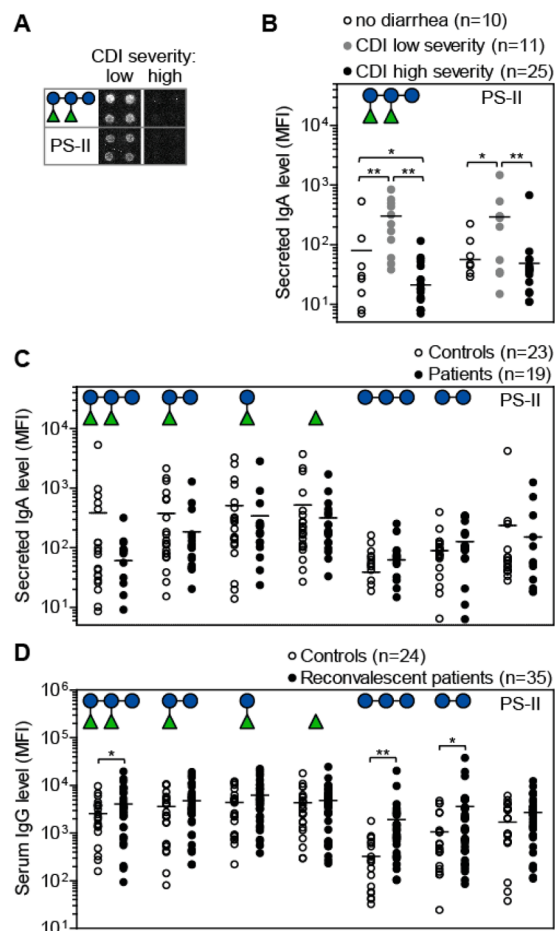 A
CDI severity:
low high
PS-II
B
no diarrhea (n=10)
CDI low severity (n=11)
CDI high severity (n=25)
PS-II
Secreted IgA level (MFI)
10⁴
10³
10²
10¹
*
**
**
*
**
C
Controls (n=23)
Patients (n=19)
PS-II
Secreted IgA level (MFI)
10⁴
10³
10²
10¹
D
Controls (n=24)
Reconvalescent patients (n=35)
PS-II
Serum IgG level (MFI)
10⁶
10⁵
10⁴
10³
10²
10¹
*
**
*